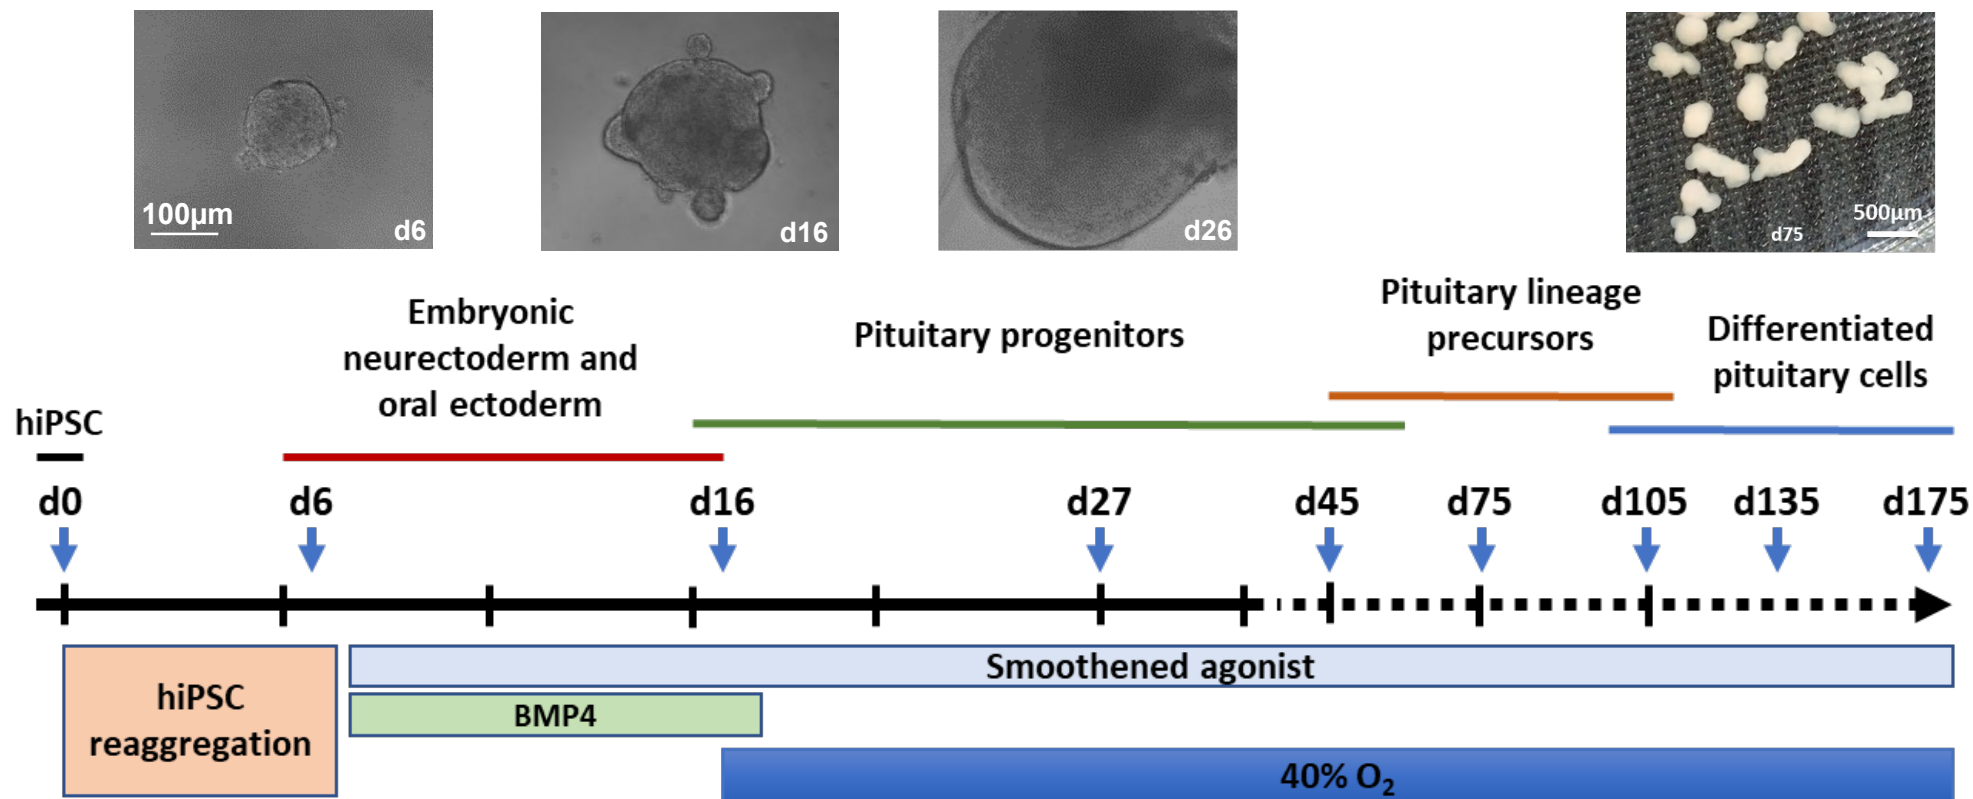 100µm
d6
d16
d26
500µm
d75
Embryonic
neurectoderm and
oral ectoderm
Pituitary progenitors
Pituitary lineage
precursors
Differentiated
pituitary cells
hiPSC
d0 d6 d16 d27 d45 d75 d105 d135 d175
hiPSC
reaggregation
Smoothened agonist
BMP4
40% O₂